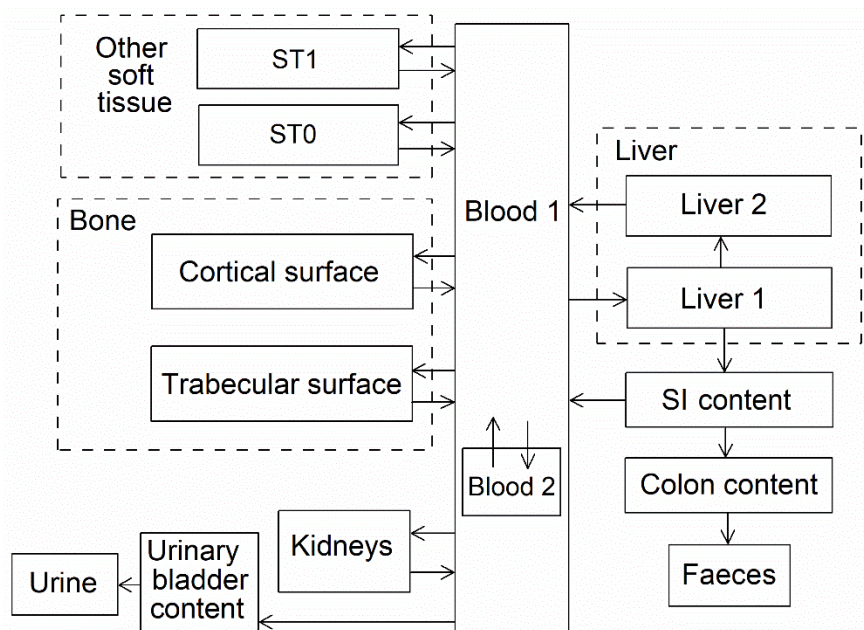 Other
soft
tissue
ST1
ST0
Bone
Cortical surface
Trabecular surface
Blood 1
Blood 2
Liver
Liver 2
Liver 1
SI content
Colon content
Faeces
Kidneys
Urinary
bladder
content
Urine